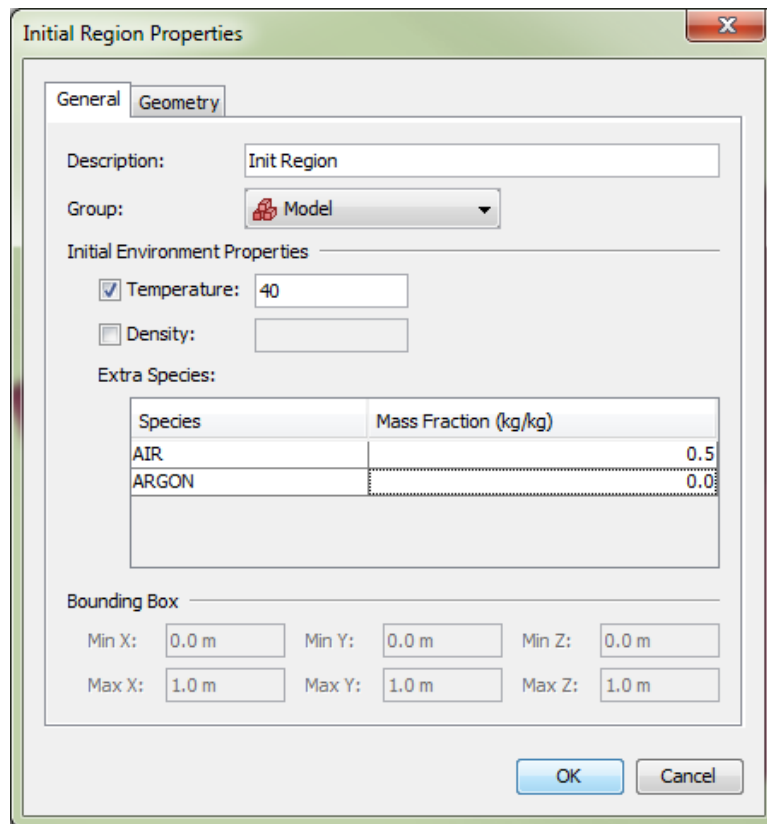 Initial Region Properties
General Geometry
Description: Init Region
Group: Model
Initial Environment Properties
Temperature: 40
Density:
Extra Species:
Species Mass Fraction (kg/kg)
AIR 0.5
ARGON 0.0
Bounding Box
Min X: 0.0 m Min Y: 0.0 m Min Z: 0.0 m
Max X: 1.0 m Max Y: 1.0 m Max Z: 1.0 m
OK Cancel